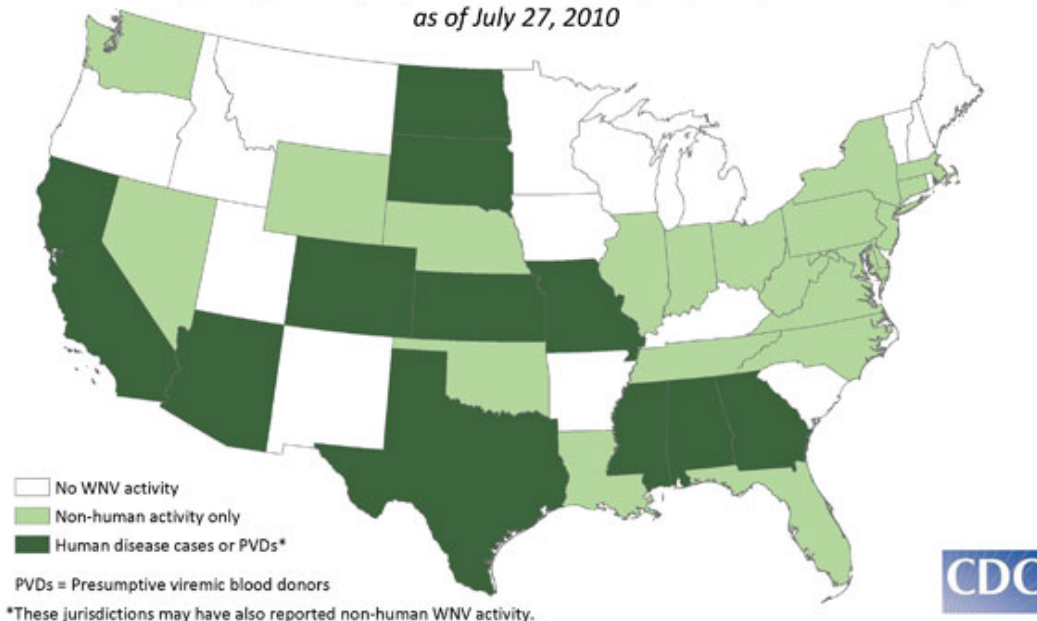 as of July 27, 2010
No WNV activity
Non-human activity only
Human disease cases or PVDs*
PVDs = Presumptive viremic blood donors
*These jurisdictions may have also reported non-human WNV activity.
CDC